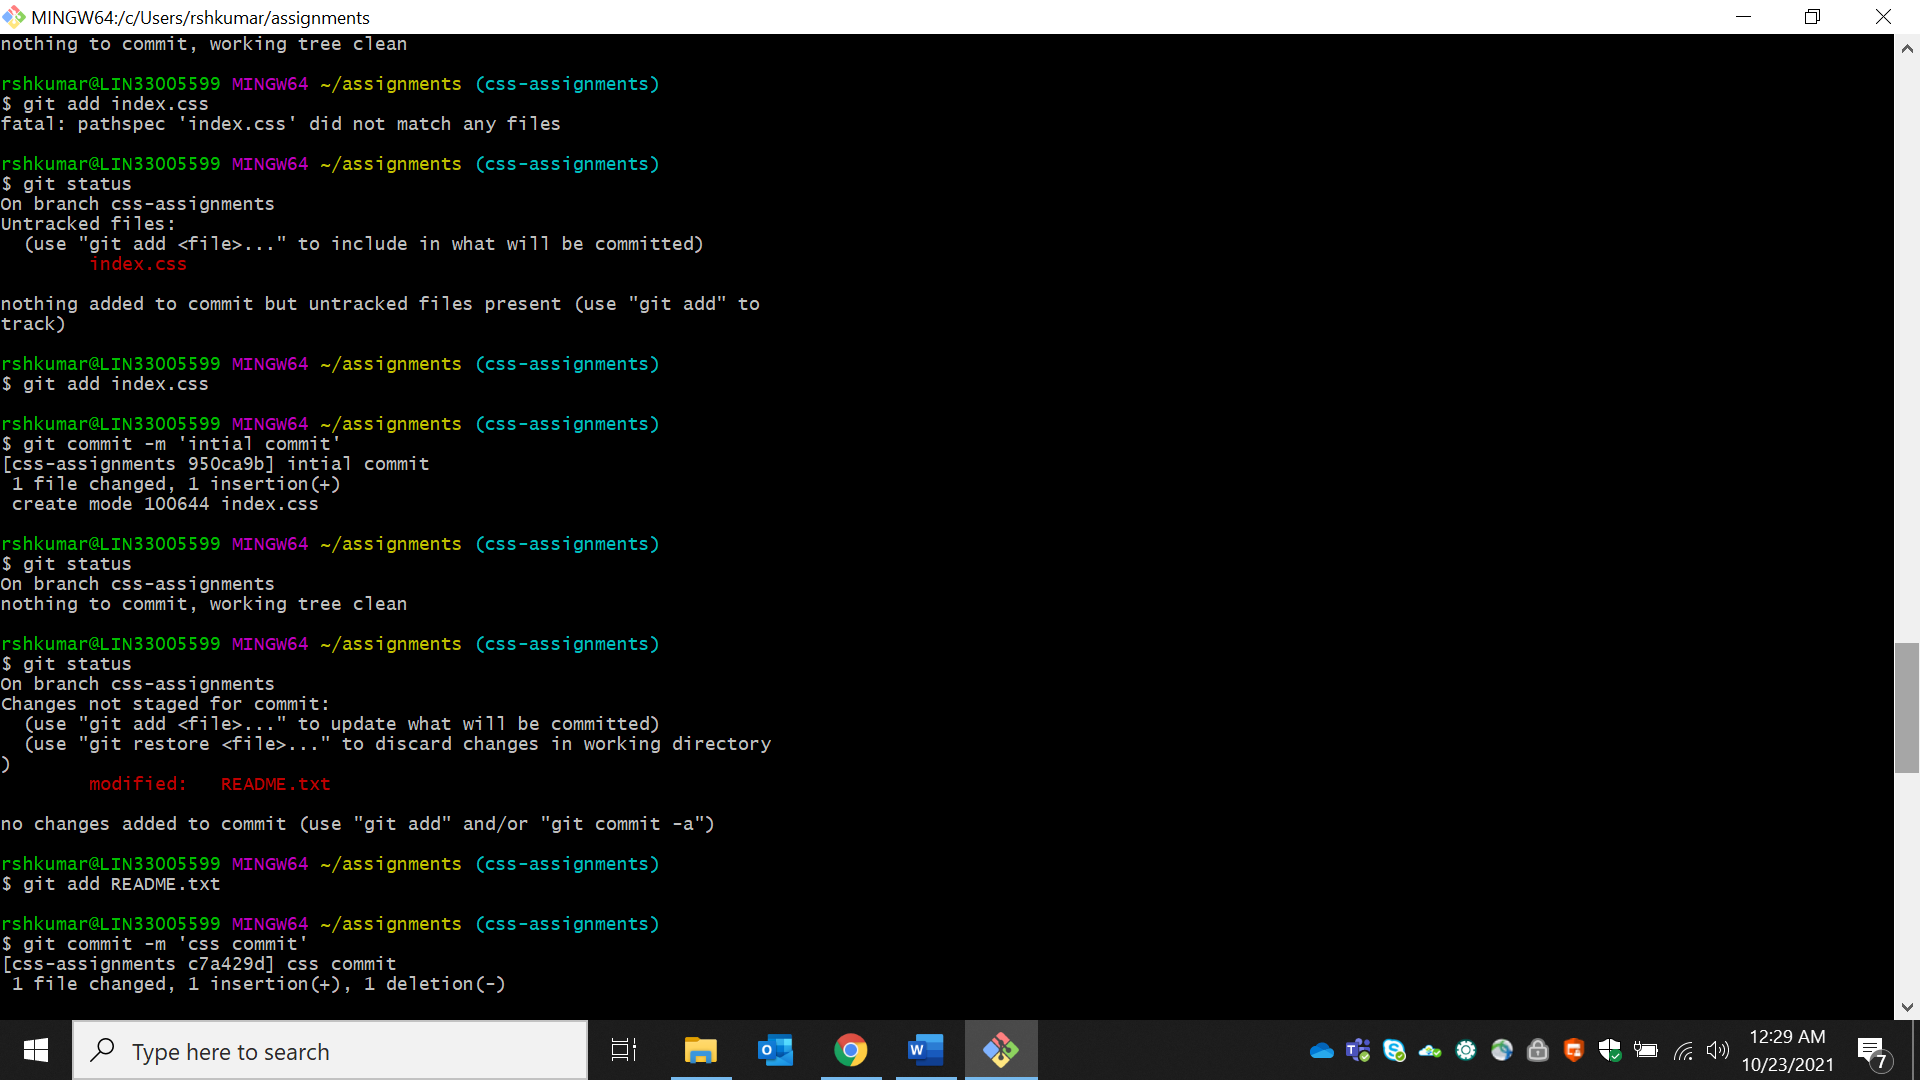 MINGW64:/c/Users/rshkumar/assignments
nothing to commit, working tree clean
rshkumar@LIN33005599 MINGW64 ~/assignments (css-assignments)
$ git add index.css
fatal: pathspec 'index.css' did not match any files
rshkumar@LIN33005599 MINGW64 ~/assignments (css-assignments)
$ git status
On branch css-assignments
Untracked files:
  (use "git add <file>..." to include in what will be committed)
        index.css
nothing added to commit but untracked files present (use "git add" to
track)
rshkumar@LIN33005599 MINGW64 ~/assignments (css-assignments)
$ git add index.css
rshkumar@LIN33005599 MINGW64 ~/assignments (css-assignments)
$ git commit -m 'intial commit'
[css-assignments 950ca9b] intial commit
 1 file changed, 1 insertion(+)
 create mode 100644 index.css
rshkumar@LIN33005599 MINGW64 ~/assignments (css-assignments)
$ git status
On branch css-assignments
nothing to commit, working tree clean
rshkumar@LIN33005599 MINGW64 ~/assignments (css-assignments)
$ git status
On branch css-assignments
Changes not staged for commit:
  (use "git add <file>..." to update what will be committed)
  (use "git restore <file>..." to discard changes in working directory
)
        modified:   README.txt
no changes added to commit (use "git add" and/or "git commit -a")
rshkumar@LIN33005599 MINGW64 ~/assignments (css-assignments)
$ git add README.txt
rshkumar@LIN33005599 MINGW64 ~/assignments (css-assignments)
$ git commit -m 'css commit'
[css-assignments c7a429d] css commit
 1 file changed, 1 insertion(+), 1 deletion(-)
Type here to search
12:29 AM
10/23/2021
7